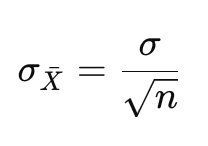 σ_X̄ = σ / √n